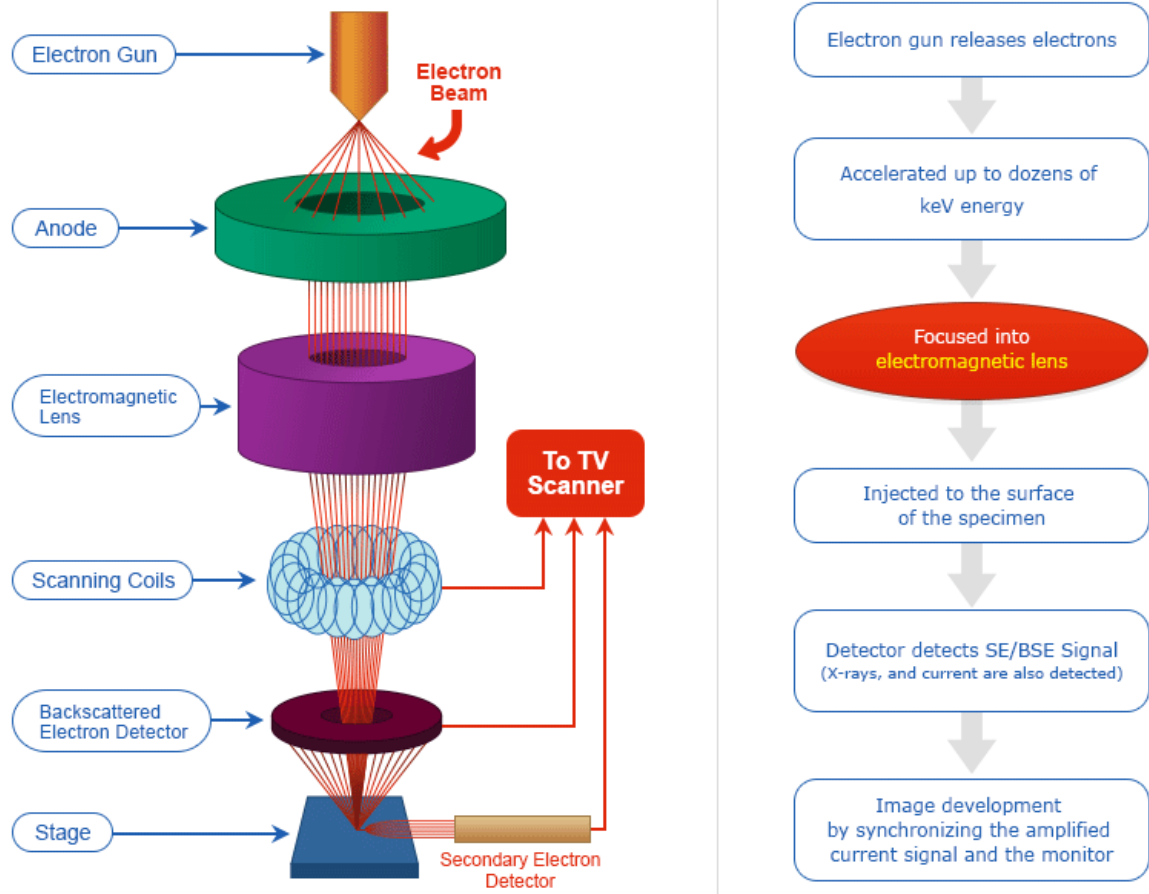 Electron Gun
Electron
Beam
Anode
Electromagnetic
Lens
To TV
Scanner
Scanning Coils
Backscattered
Electron Detector
Stage
Secondary Electron
Detector
Electron gun releases electrons
Accelerated up to dozens of
keV energy
Focused into
electromagnetic lens
Injected to the surface
of the specimen
Detector detects SE/BSE Signal
(X-rays, and current are also detected)
Image development
by synchronizing the amplified
current signal and the monitor